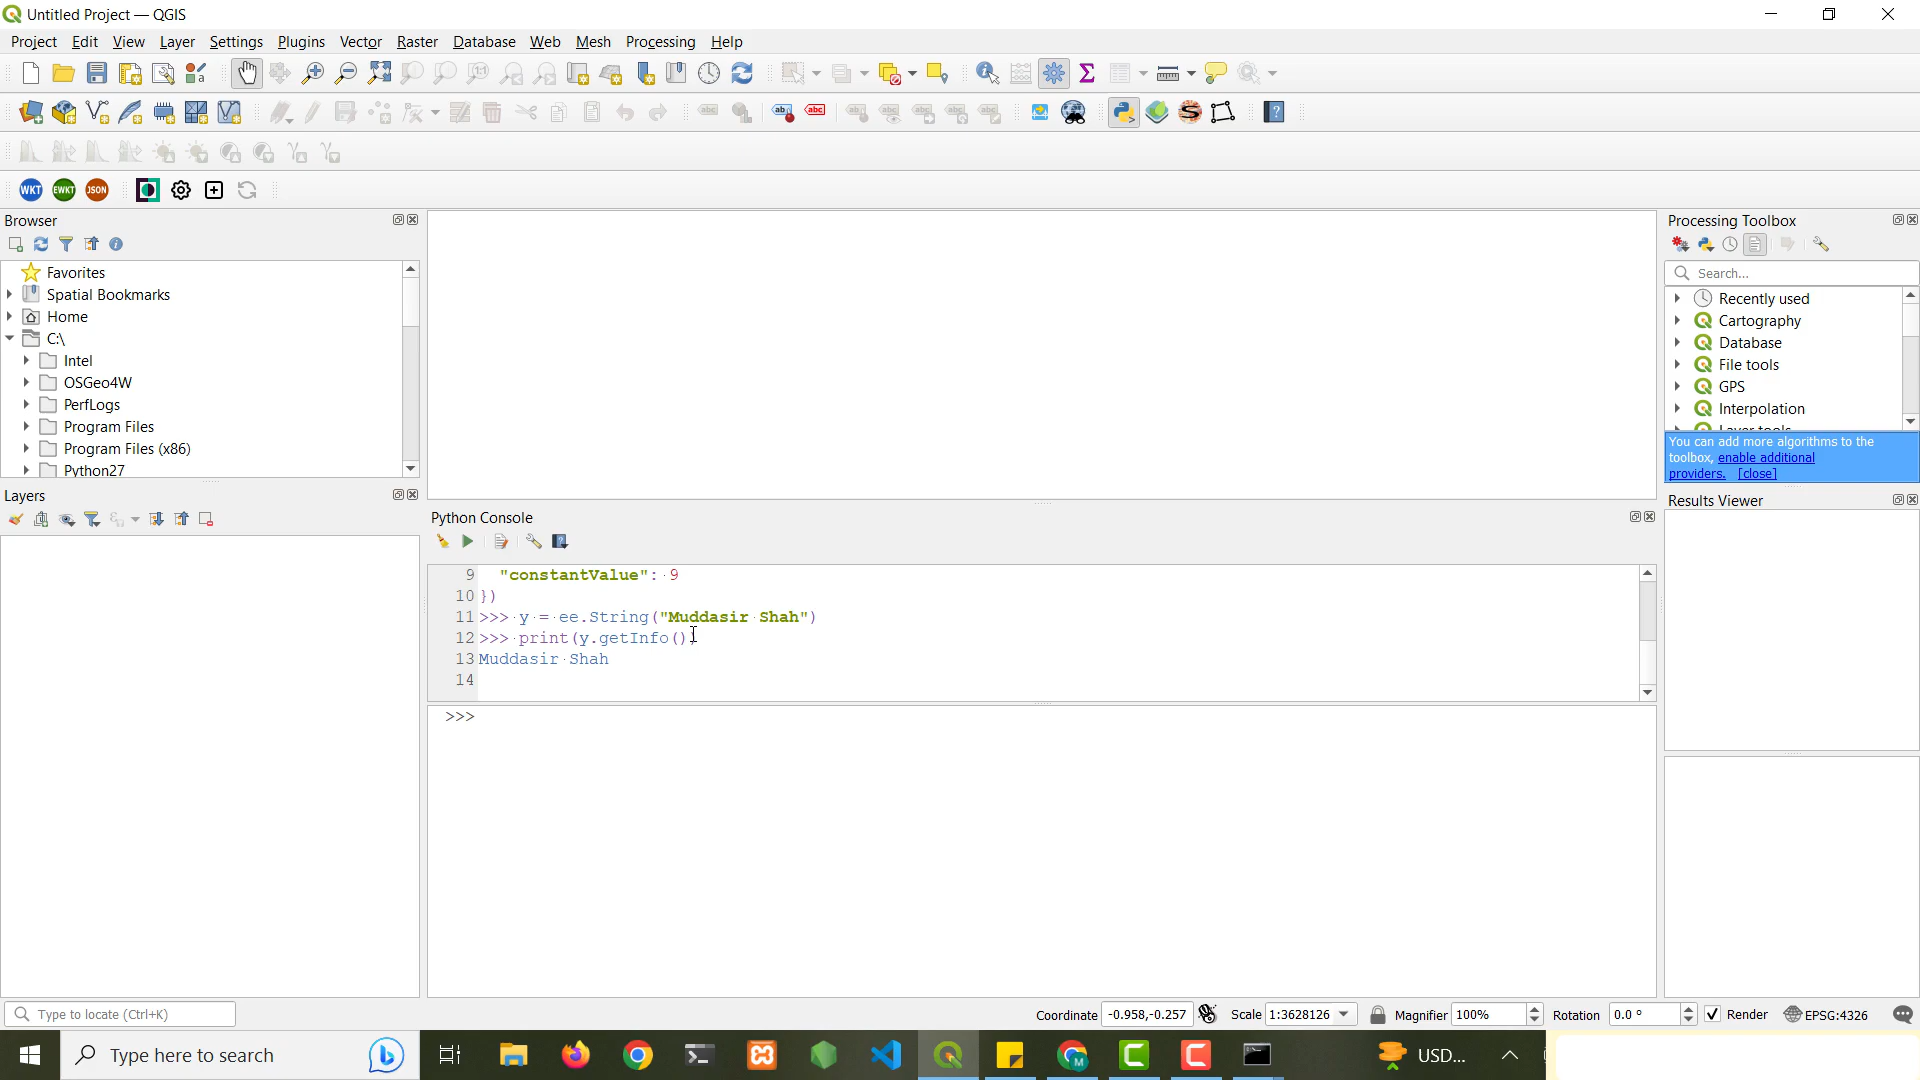 Untitled Project — QGIS
Project Edit View Layer Settings Plugins Vector Raster Database Web Mesh Processing Help
WKT EWKT JSON
Browser
Favorites
Spatial Bookmarks
Home
C:\
Intel
OSGeo4W
PerfLogs
Program Files
Program Files (x86)
Python27
Layers
Python Console
9 "constantValue": 9
10 })
11 >>> y = ee.String("Muddasir Shah")
12 >>> print(y.getInfo())
13 Muddasir Shah
14
>>>
Processing Toolbox
Search...
Recently used
Cartography
Database
File tools
GPS
Interpolation
Layer tools
You can add more algorithms to the
toolbox, enable additional
providers. [close]
Results Viewer
Type to locate (Ctrl+K)
Coordinate -0.958,-0.257 Scale 1:3628126 Magnifier 100% Rotation 0.0 ° Render EPSG:4326
Type here to search
USD...